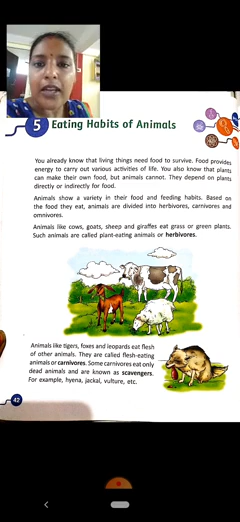 5 Eating Habits of Animals
You already know that living things need food to survive. Food provides
energy to carry out various activities of life. You also know that plants
can make their own food, but animals cannot. They depend on plants
directly or indirectly for food.
Animals show a variety in their food and feeding habits. Based on
the food they eat, animals are divided into herbivores, carnivores and
omnivores.
Animals like cows, goats, sheep and giraffes eat grass or green plants.
Such animals are called plant-eating animals or herbivores.
Animals like tigers, foxes and leopards eat flesh
of other animals. They are called flesh-eating
animals or carnivores. Some carnivores eat only
dead animals and are known as scavengers.
For example, hyena, jackal, vulture, etc.
42